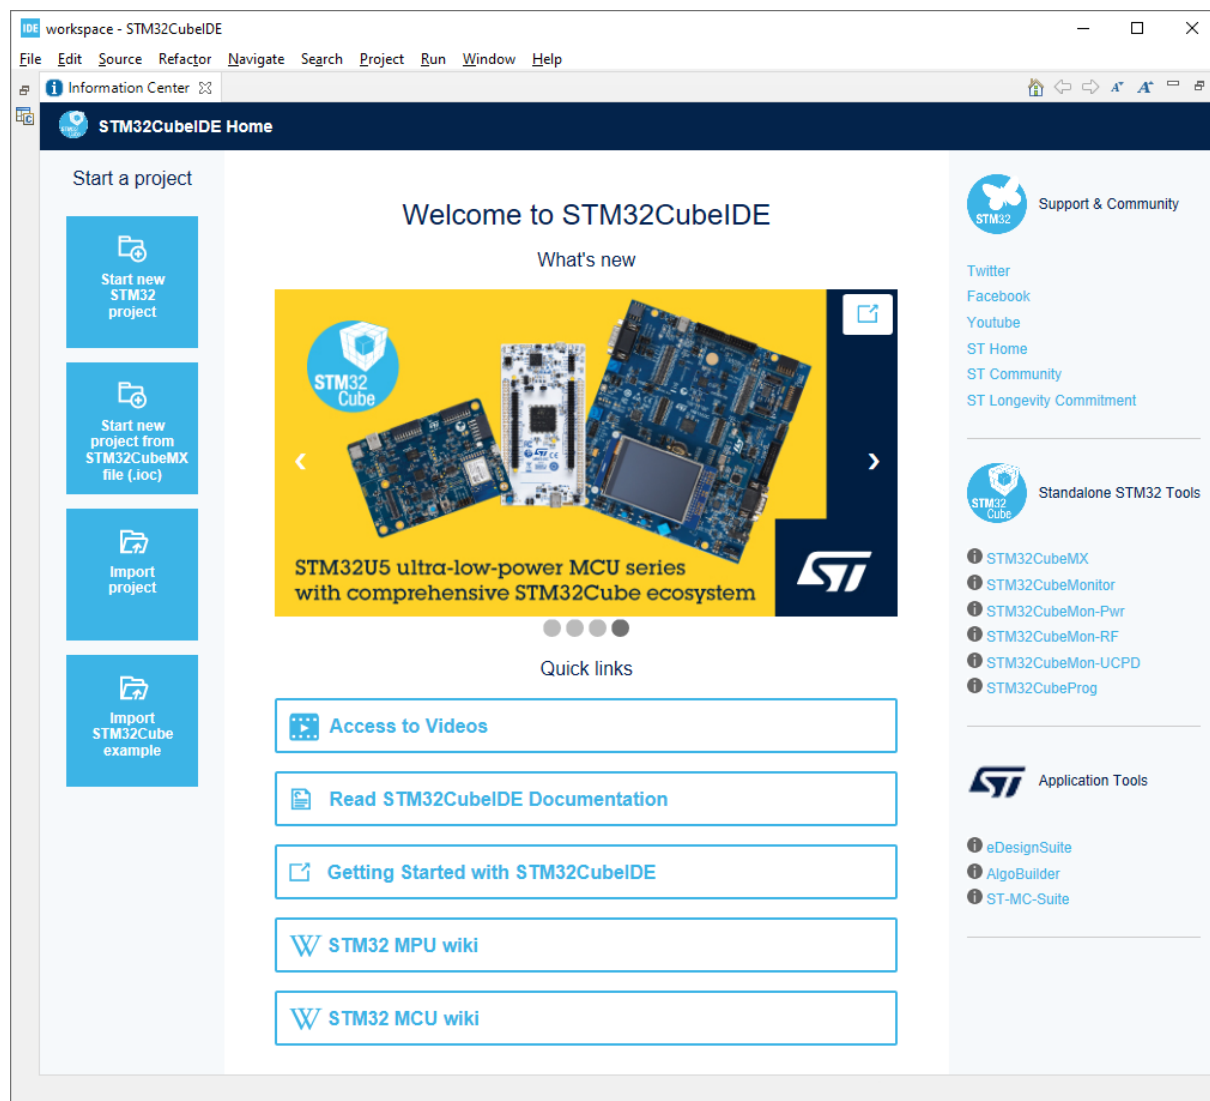 IDE workspace - STM32CubeIDE
File Edit Source Refactor Navigate Search Project Run Window Help
Information Center
STM32CubeIDE Home
Start a project
Start new
STM32
project
Start new
project from
STM32CubeMX
file (.ioc)
Import
project
Import
STM32Cube
example
Welcome to STM32CubeIDE
What's new
STM32
Cube
STM32U5 ultra-low-power MCU series
with comprehensive STM32Cube ecosystem
ST
Quick links
Access to Videos
Read STM32CubeIDE Documentation
Getting Started with STM32CubeIDE
W STM32 MPU wiki
W STM32 MCU wiki
STM32
Support & Community
Twitter
Facebook
Youtube
ST Home
ST Community
ST Longevity Commitment
STM32
Cube
Standalone STM32 Tools
STM32CubeMX
STM32CubeMonitor
STM32CubeMon-Pwr
STM32CubeMon-RF
STM32CubeMon-UCPD
STM32CubeProg
ST
Application Tools
eDesignSuite
AlgoBuilder
ST-MC-Suite